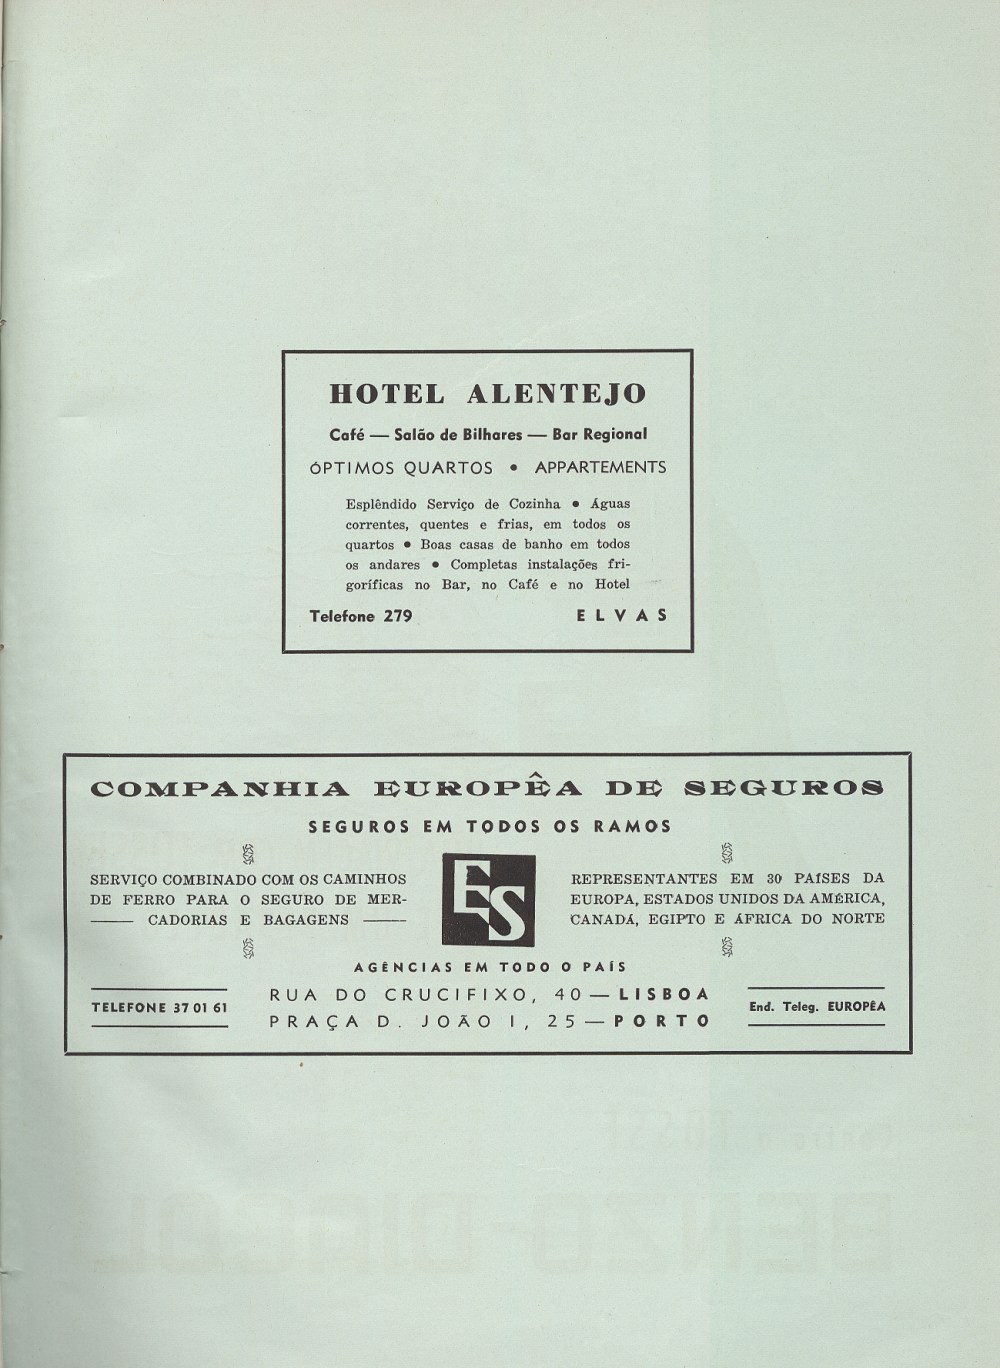 HOTEL ALENTEJO
Café — Salão de Bilhares — Bar Regional
ÓPTIMOS QUARTOS • APPARTEMENTS
Esplêndido Serviço de Cozinha • Águas
correntes, quentes e frias, em todos os
quartos • Boas casas de banho em todos
os andares • Completas instalações fri-
goríficas no Bar, no Café e no Hotel
Telefone 279 ELVAS
COMPANHIA EUROPÊA DE SEGUROS
SEGUROS EM TODOS OS RAMOS
SERVIÇO COMBINADO COM OS CAMINHOS
DE FERRO PARA O SEGURO DE MER-
—— CADORIAS E BAGAGENS ——
ES
REPRESENTANTES EM 30 PAÍSES DA
EUROPA, ESTADOS UNIDOS DA AMÉRICA,
CANADÁ, EGIPTO E ÁFRICA DO NORTE
AGÊNCIAS EM TODO O PAÍS
TELEFONE 37 01 61
RUA DO CRUCIFIXO, 40 — LISBOA
PRAÇA D. JOÃO I, 25 — PORTO
End. Teleg. EUROPÊA